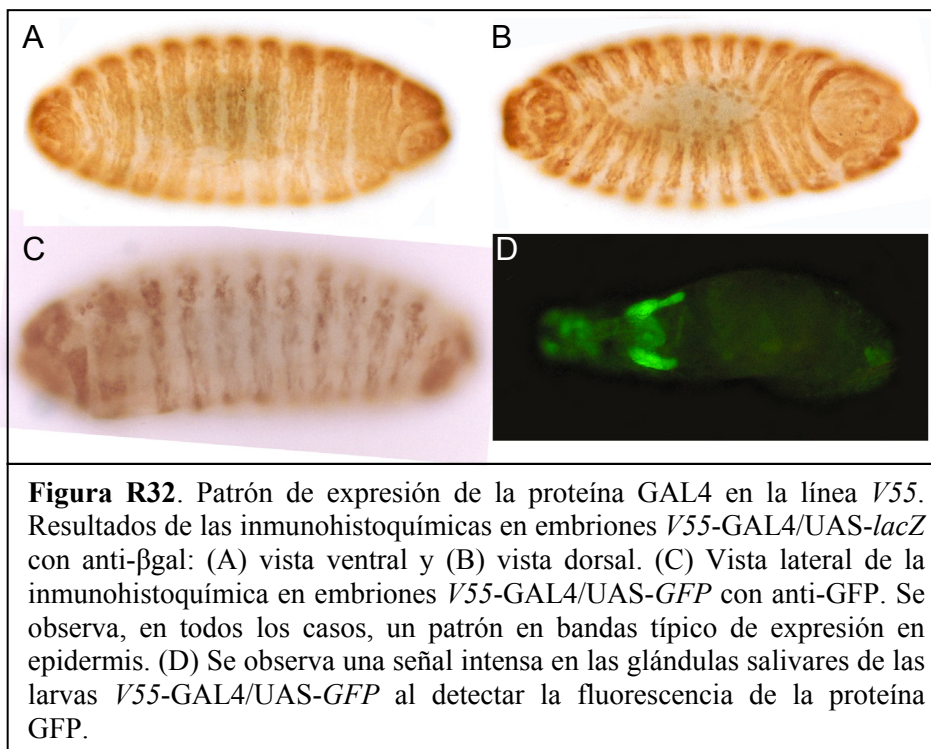 A
B
C
D
Figura R32. Patrón de expresión de la proteína GAL4 en la línea V55.
Resultados de las inmunohistoquímicas en embriones V55-GAL4/UAS-lacZ
con anti-βgal: (A) vista ventral y (B) vista dorsal. (C) Vista lateral de la
inmunohistoquímica en embriones V55-GAL4/UAS-GFP con anti-GFP. Se
observa, en todos los casos, un patrón en bandas típico de expresión en
epidermis. (D) Se observa una señal intensa en las glándulas salivares de las
larvas V55-GAL4/UAS-GFP al detectar la fluorescencia de la proteína
GFP.